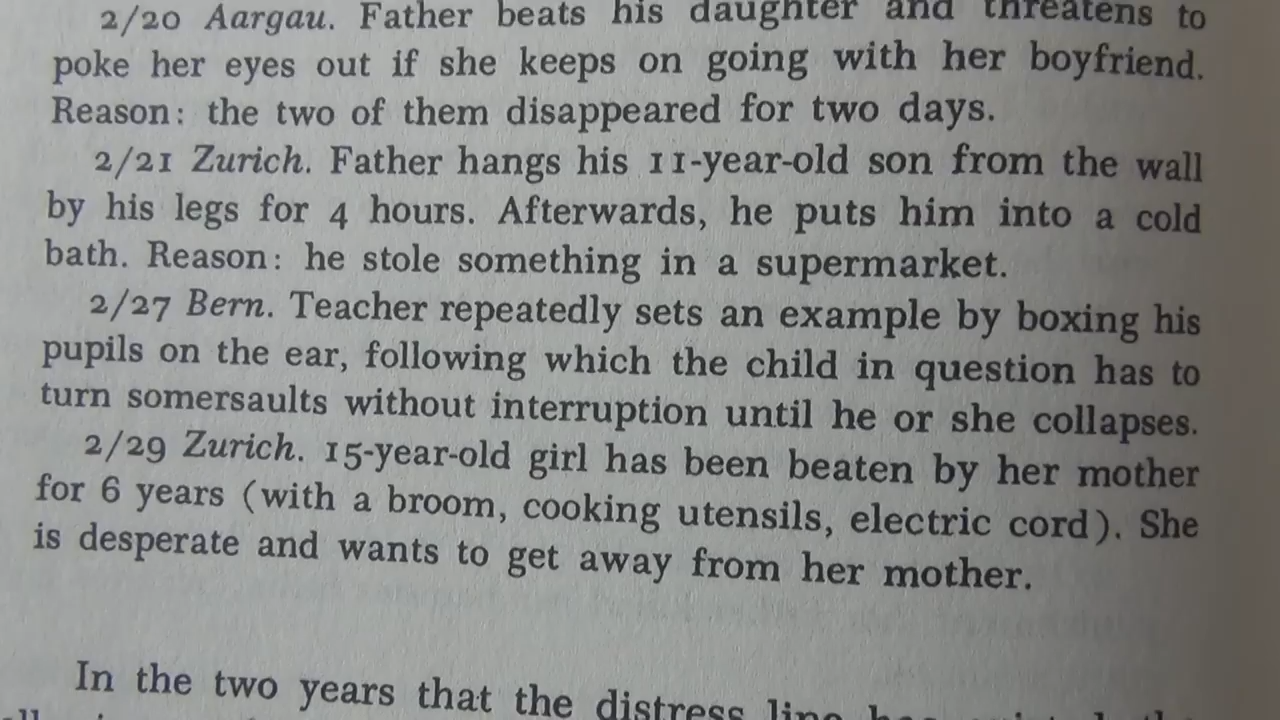 2/20 Aargau. Father beats his daughter and threatens to
poke her eyes out if she keeps on going with her boyfriend.
Reason: the two of them disappeared for two days.
2/21 Zurich. Father hangs his 11-year-old son from the wall
by his legs for 4 hours. Afterwards, he puts him into a cold
bath. Reason: he stole something in a supermarket.
2/27 Bern. Teacher repeatedly sets an example by boxing his
pupils on the ear, following which the child in question has to
turn somersaults without interruption until he or she collapses.
2/29 Zurich. 15-year-old girl has been beaten by her mother
for 6 years (with a broom, cooking utensils, electric cord). She
is desperate and wants to get away from her mother.
In the two years that the distress line